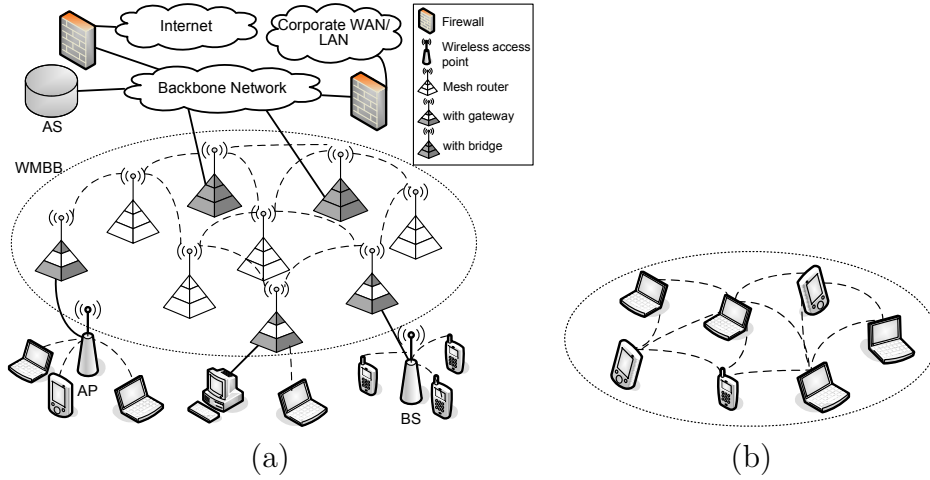 Internet
Corporate WAN/
LAN
Backbone Network
AS
Firewall
Wireless access
point
Mesh router
with gateway
with bridge
WMBB
AP
BS
(a)
(b)